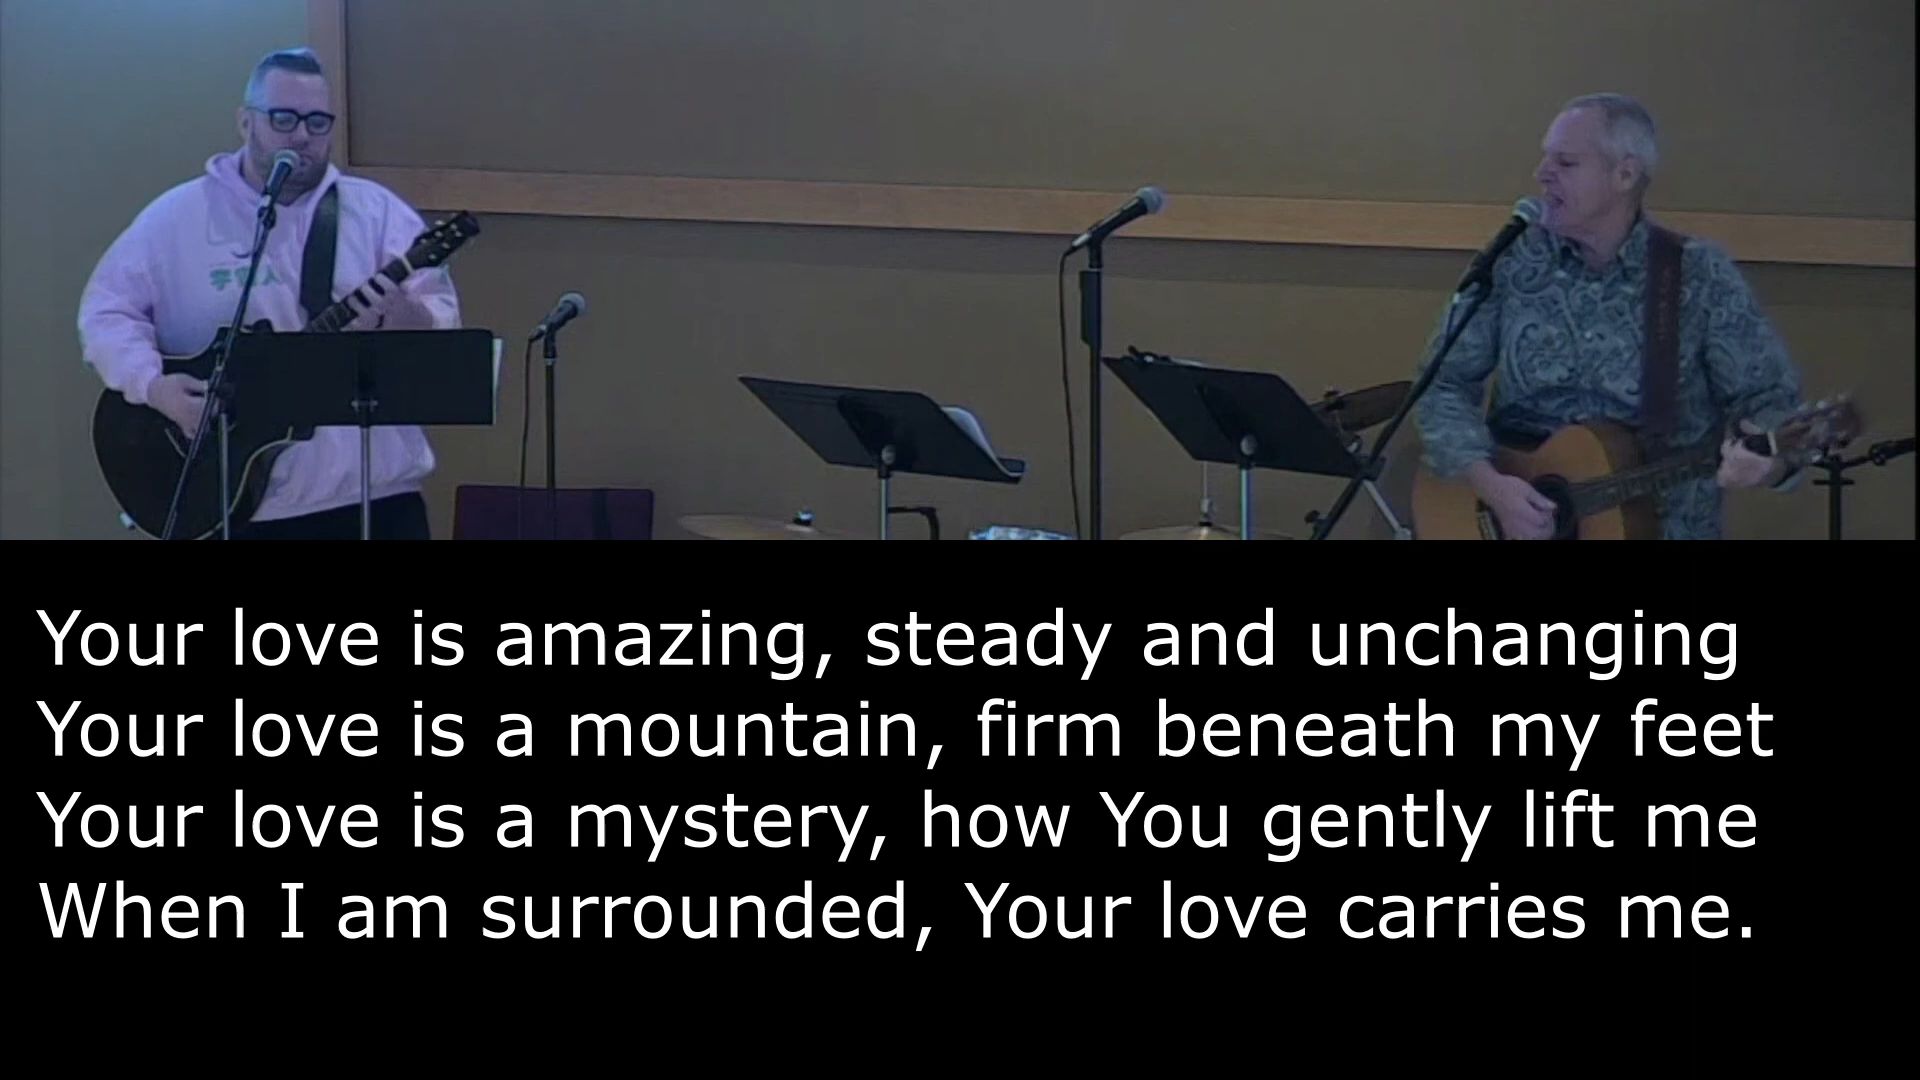 Your love is amazing, steady and unchanging
Your love is a mountain, firm beneath my feet
Your love is a mystery, how You gently lift me
When I am surrounded, Your love carries me.